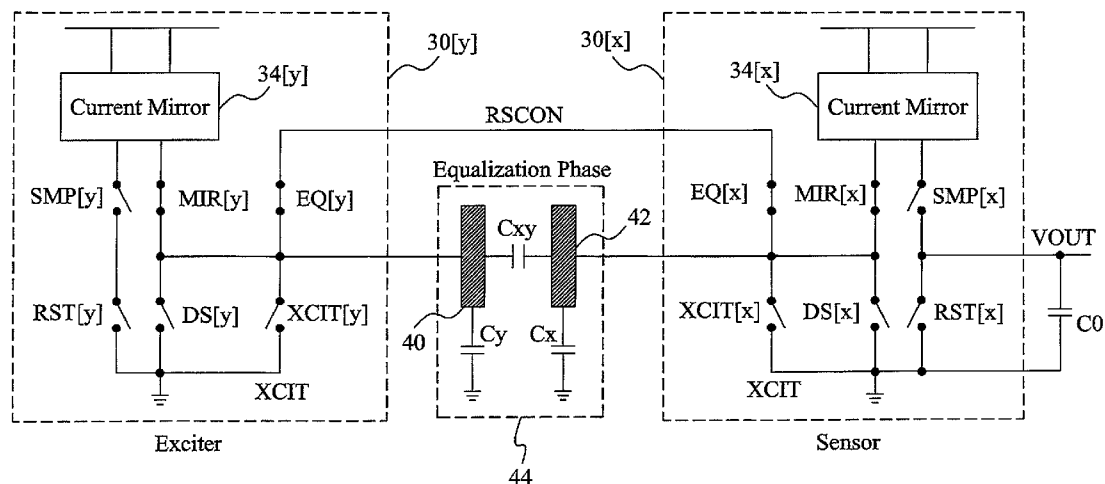 30[y]
30[x]
34[y]
34[x]
Current Mirror
Current Mirror
RSCON
Equalization Phase
SMP[y]
MIR[y]
EQ[y]
EQ[x]
MIR[x]
SMP[x]
Cxy
42
VOUT
RST[y]
DS[y]
XCIT[y]
XCIT[x]
DS[x]
RST[x]
40
Cy
Cx
C0
XCIT
XCIT
Exciter
Sensor
44